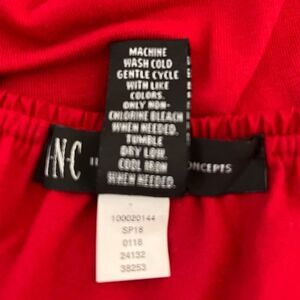 MACHINE
WASH COLD
GENTLE CYCLE
WITH LIKE
COLORS.
ONLY NON-
CHLORINE BLEACH
WHEN NEEDED.
TUMBLE
DRY LOW.
COOL IRON
WHEN NEEDED.
I·N·C
CONCEPTS
100020144
SP18
0118
24132
38253